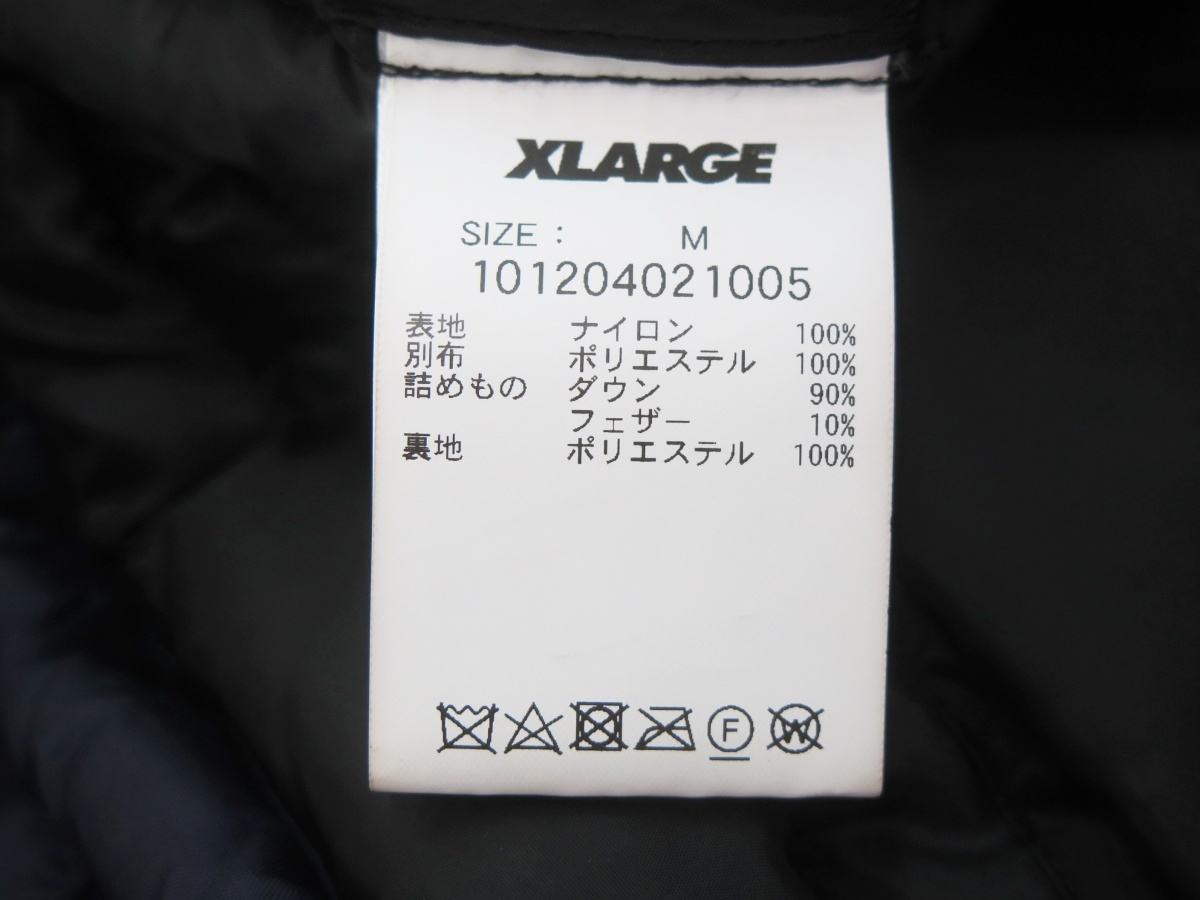 XLARGE
SIZE : M
101204021005
表地 ナイロン 100%
別布 ポリエステル 100%
詰めもの ダウン 90%
フェザー 10%
裏地 ポリエステル 100%
F W